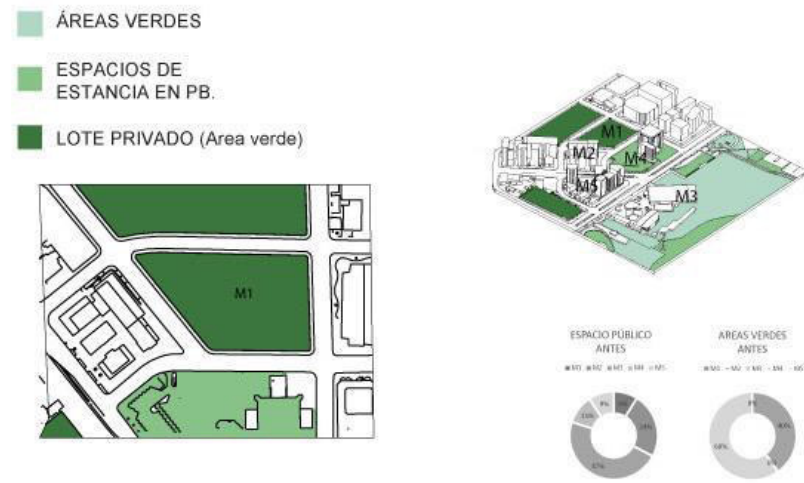 ÁREAS VERDES
ESPACIOS DE
ESTANCIA EN PB.
LOTE PRIVADO (Area verde)
M1
M1
M2
M4
M5
M3
ESPACIO PÚBLICO
ANTES
AREAS VERDES
ANTES